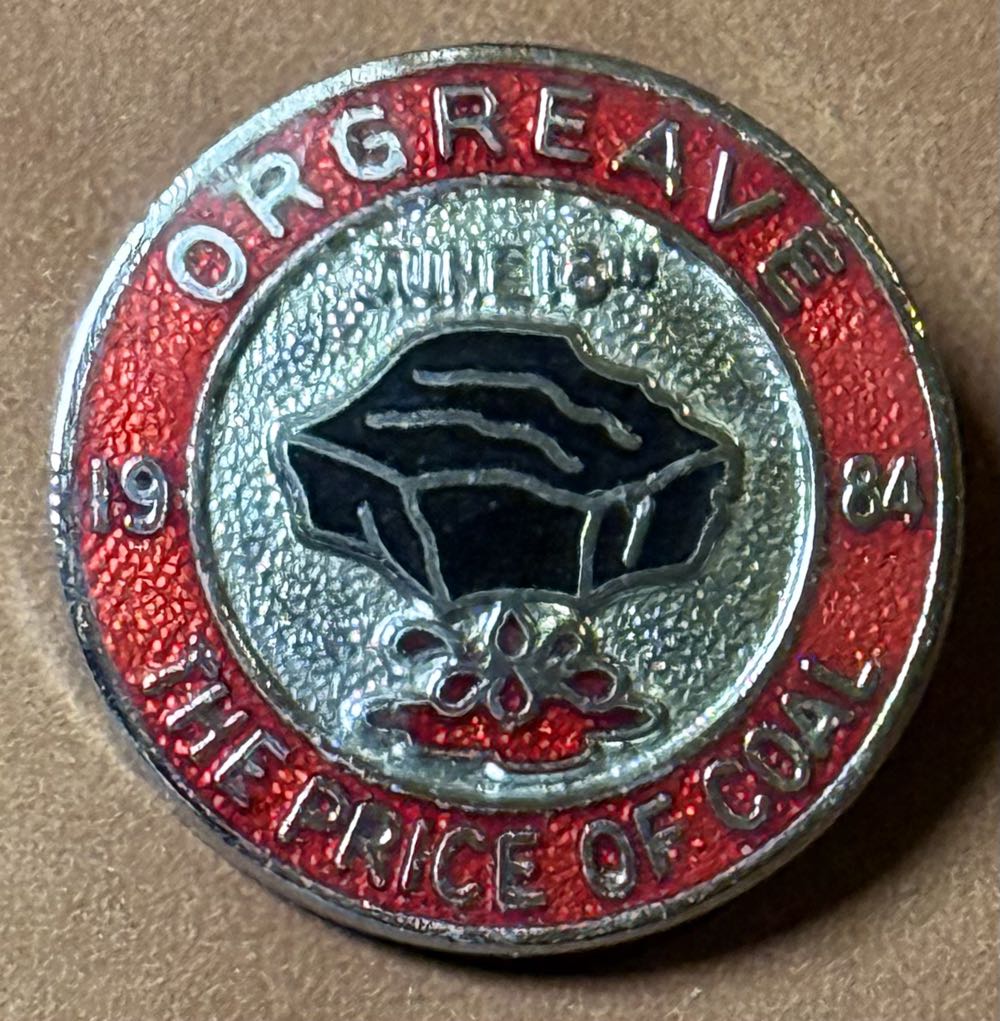 ORGREAVE
JUNE 18TH
19 84
THE PRICE OF COAL